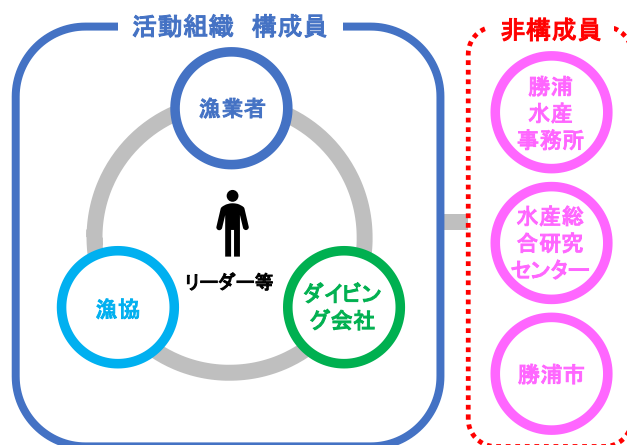 活動組織 構成員
漁業者
リーダー等
漁協
ダイビン
グ会社
非構成員
勝浦
水産
事務所
水産総
合研究
センター
勝浦市